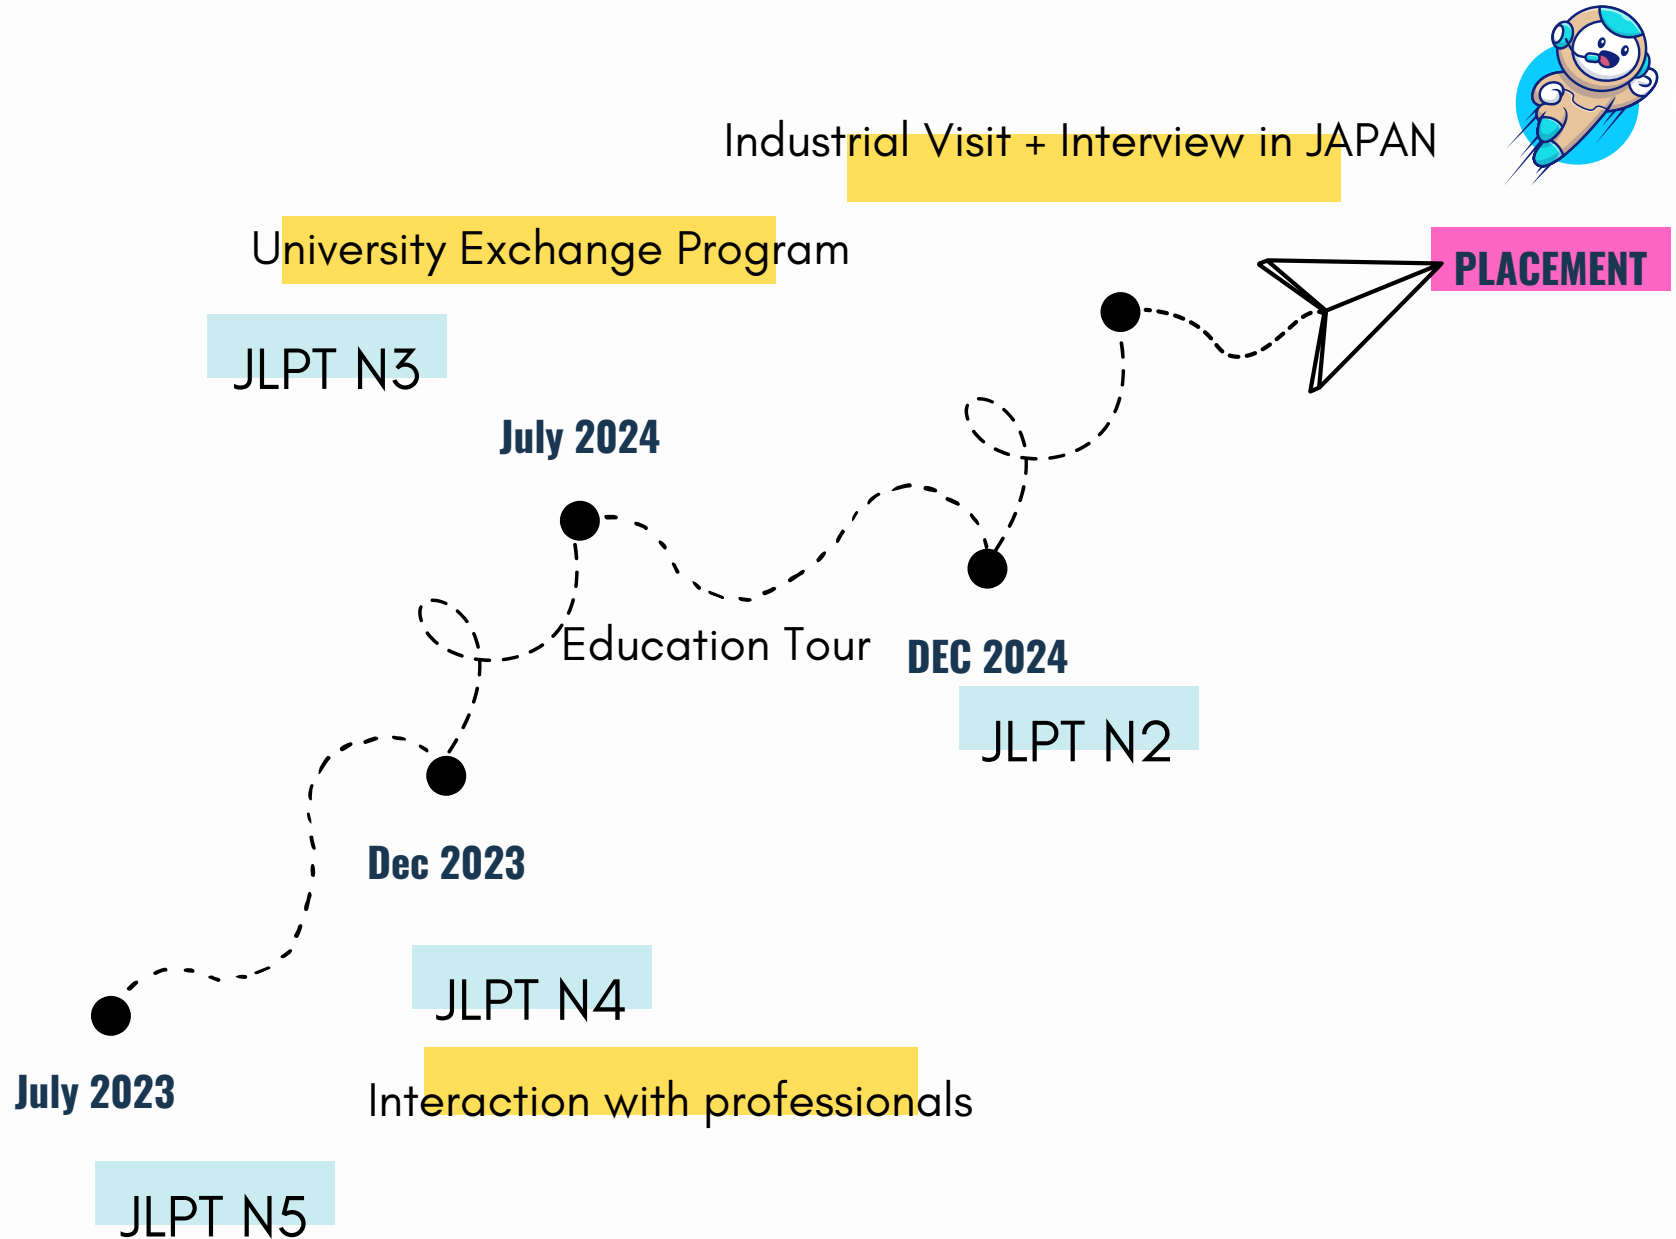 Industrial Visit + Interview in JAPAN
University Exchange Program
PLACEMENT
JLPT N3
July 2024
Education Tour
DEC 2024
JLPT N2
Dec 2023
JLPT N4
July 2023
Interaction with professionals
JLPT N5